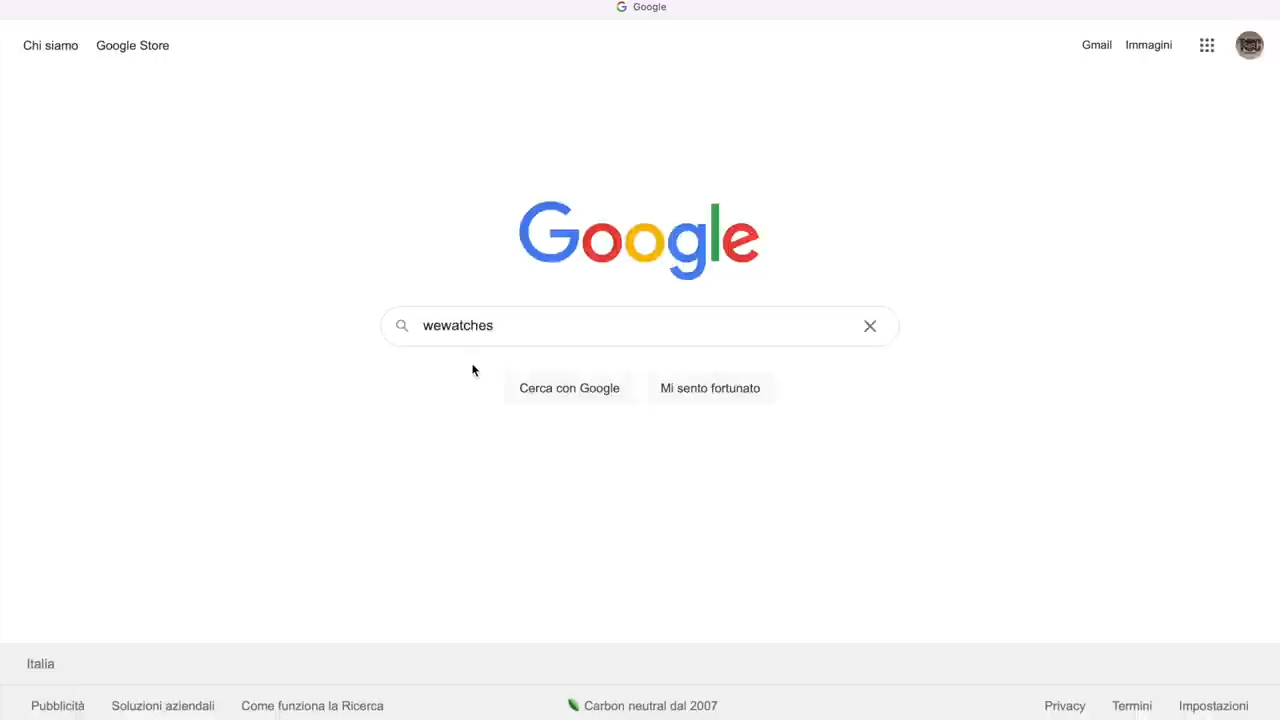 Google
Chi siamo Google Store Gmail Immagini
Google
wewatches
Cerca con Google Mi sento fortunato
Italia
Pubblicità Soluzioni aziendali Come funziona la Ricerca Carbon neutral dal 2007 Privacy Termini Impostazioni